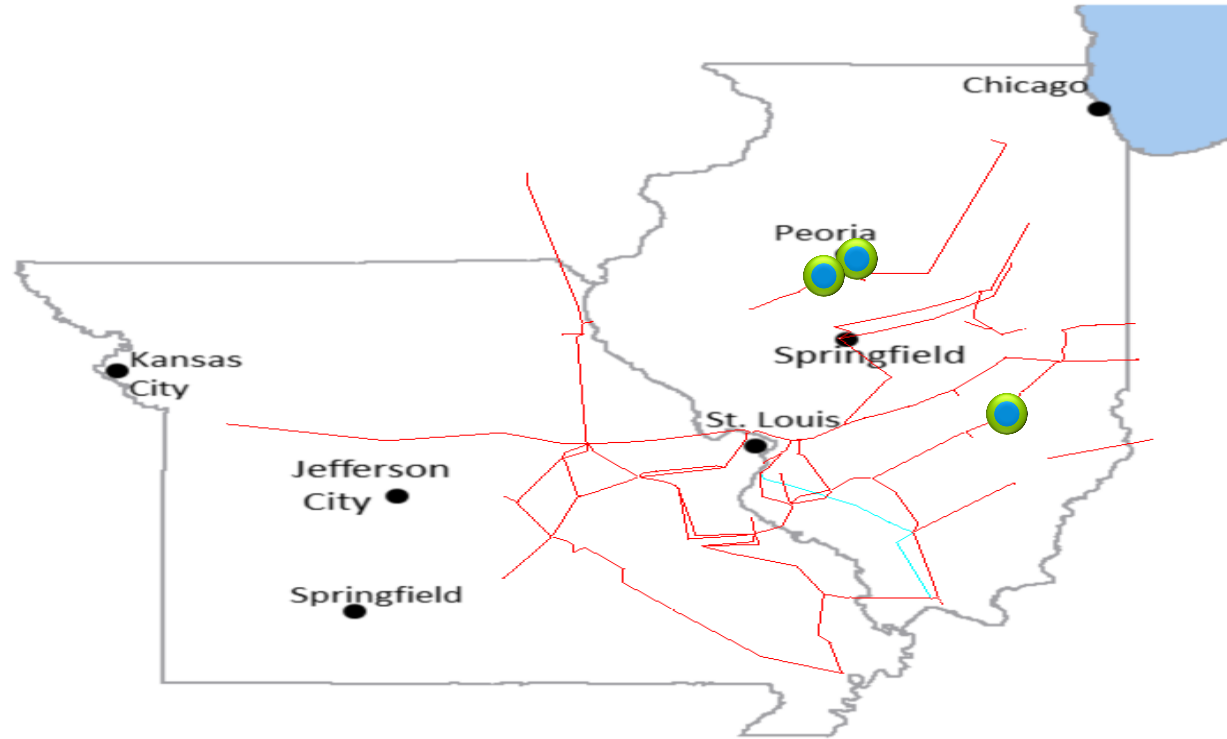 Chicago
Peoria
Springfield
Kansas
City
St. Louis
Jefferson
City
Springfield